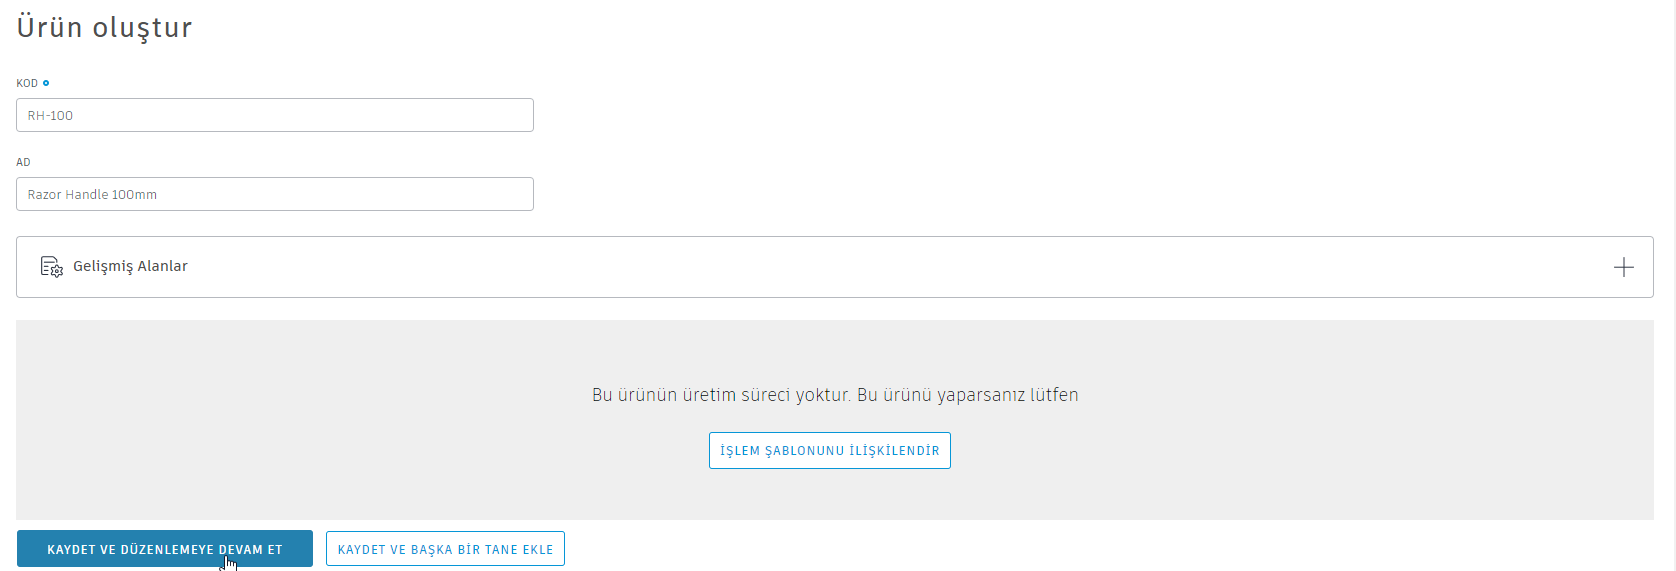 Ürün oluştur
KOD
RH-100
AD
Razor Handle 100mm
Gelişmiş Alanlar
Bu ürünün üretim süreci yoktur. Bu ürünü yaparsanız lütfen
İŞLEM ŞABLONUNU İLİŞKİLENDİR
KAYDET VE DÜZENLEMEYE DEVAM ET
KAYDET VE BAŞKA BİR TANE EKLE